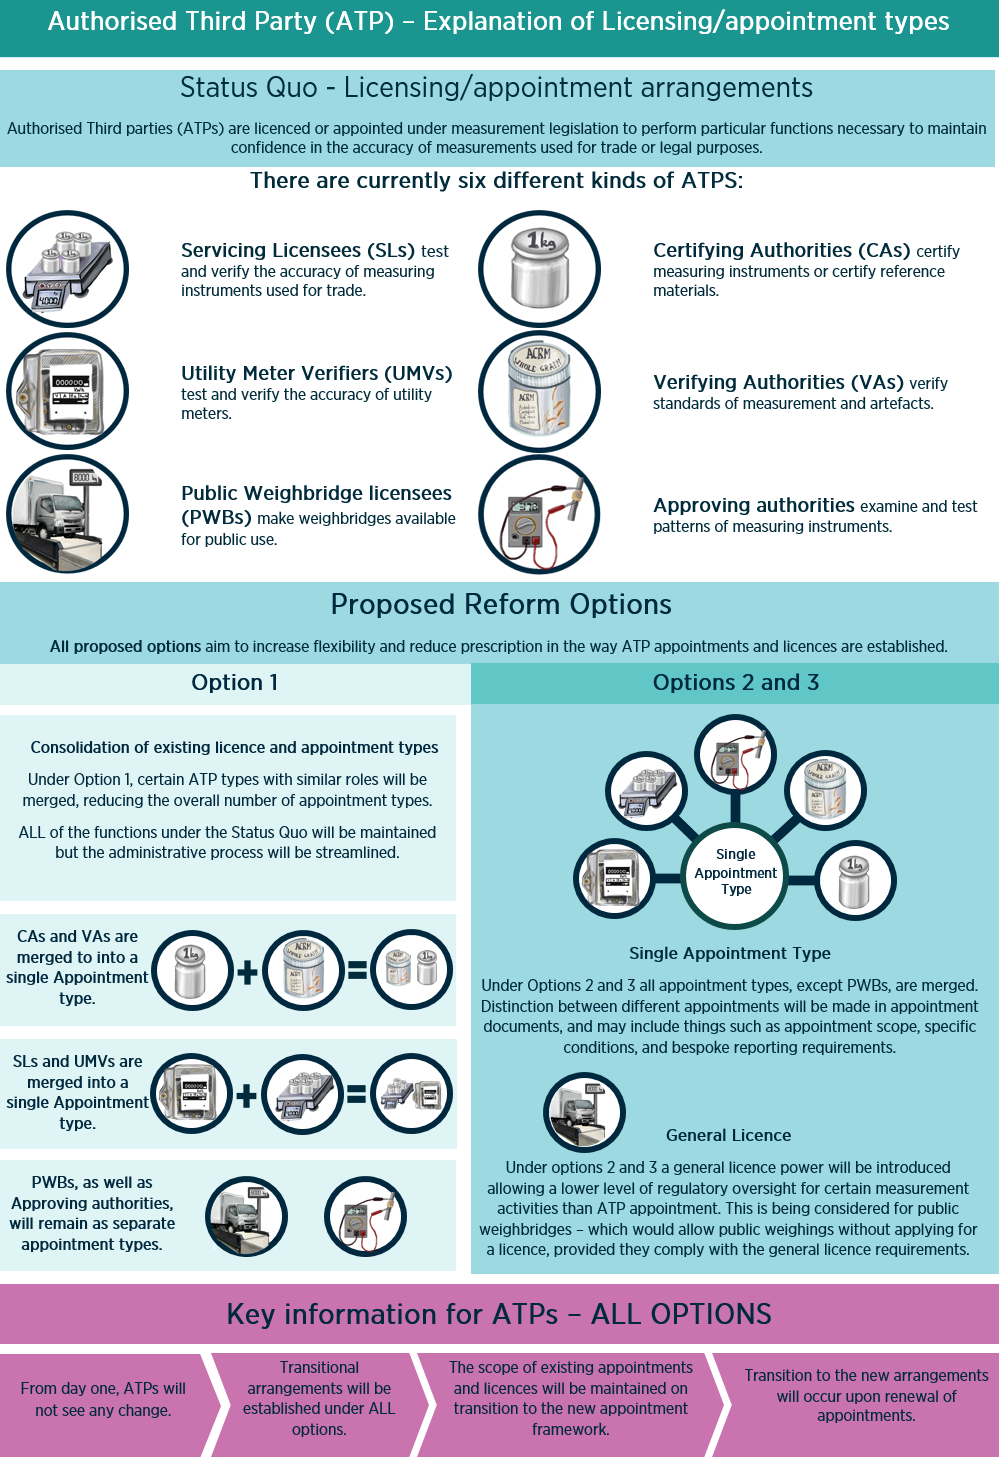 Authorised Third Party (ATP) – Explanation of Licensing/appointment types
Status Quo - Licensing/appointment arrangements
Authorised Third parties (ATPs) are licenced or appointed under measurement legislation to perform particular functions necessary to maintain
confidence in the accuracy of measurements used for trade or legal purposes.
There are currently six different kinds of ATPS:
Servicing Licensees (SLs) test
and verify the accuracy of measuring
instruments used for trade.
Certifying Authorities (CAs) certify
measuring instruments or certify reference
materials.
1kg
Utility Meter Verifiers (UMVs)
test and verify the accuracy of utility
meters.
Verifying Authorities (VAs) verify
standards of measurement and artefacts.
ACRM
WHOLE GRAIN
ACRM
Public Weighbridge licensees
(PWBs) make weighbridges available
for public use.
8000
Approving authorities examine and test
patterns of measuring instruments.
Proposed Reform Options
All proposed options aim to increase flexibility and reduce prescription in the way ATP appointments and licences are established.
Option 1
Consolidation of existing licence and appointment types
Under Option 1, certain ATP types with similar roles will be
merged, reducing the overall number of appointment types.
ALL of the functions under the Status Quo will be maintained
but the administrative process will be streamlined.
CAs and VAs are
merged to into a
single Appointment
type.
1kg
+
ACRM
WHOLE GRAIN
=
SLs and UMVs are
merged into a
single Appointment
type.
+
=
PWBs, as well as
Approving authorities,
will remain as separate
appointment types.
Options 2 and 3
Single
Appointment
Type
ACRM
WHOLE GRAIN
1kg
Single Appointment Type
Under Options 2 and 3 all appointment types, except PWBs, are merged.
Distinction between different appointments will be made in appointment
documents, and may include things such as appointment scope, specific
conditions, and bespoke reporting requirements.
General Licence
Under options 2 and 3 a general licence power will be introduced
allowing a lower level of regulatory oversight for certain measurement
activities than ATP appointment. This is being considered for public
weighbridges – which would allow public weighings without applying for
a licence, provided they comply with the general licence requirements.
Key information for ATPs – ALL OPTIONS
From day one, ATPs will
not see any change.
Transitional
arrangements will be
established under ALL
options.
The scope of existing appointments
and licences will be maintained on
transition to the new appointment
framework.
Transition to the new arrangements
will occur upon renewal of
appointments.